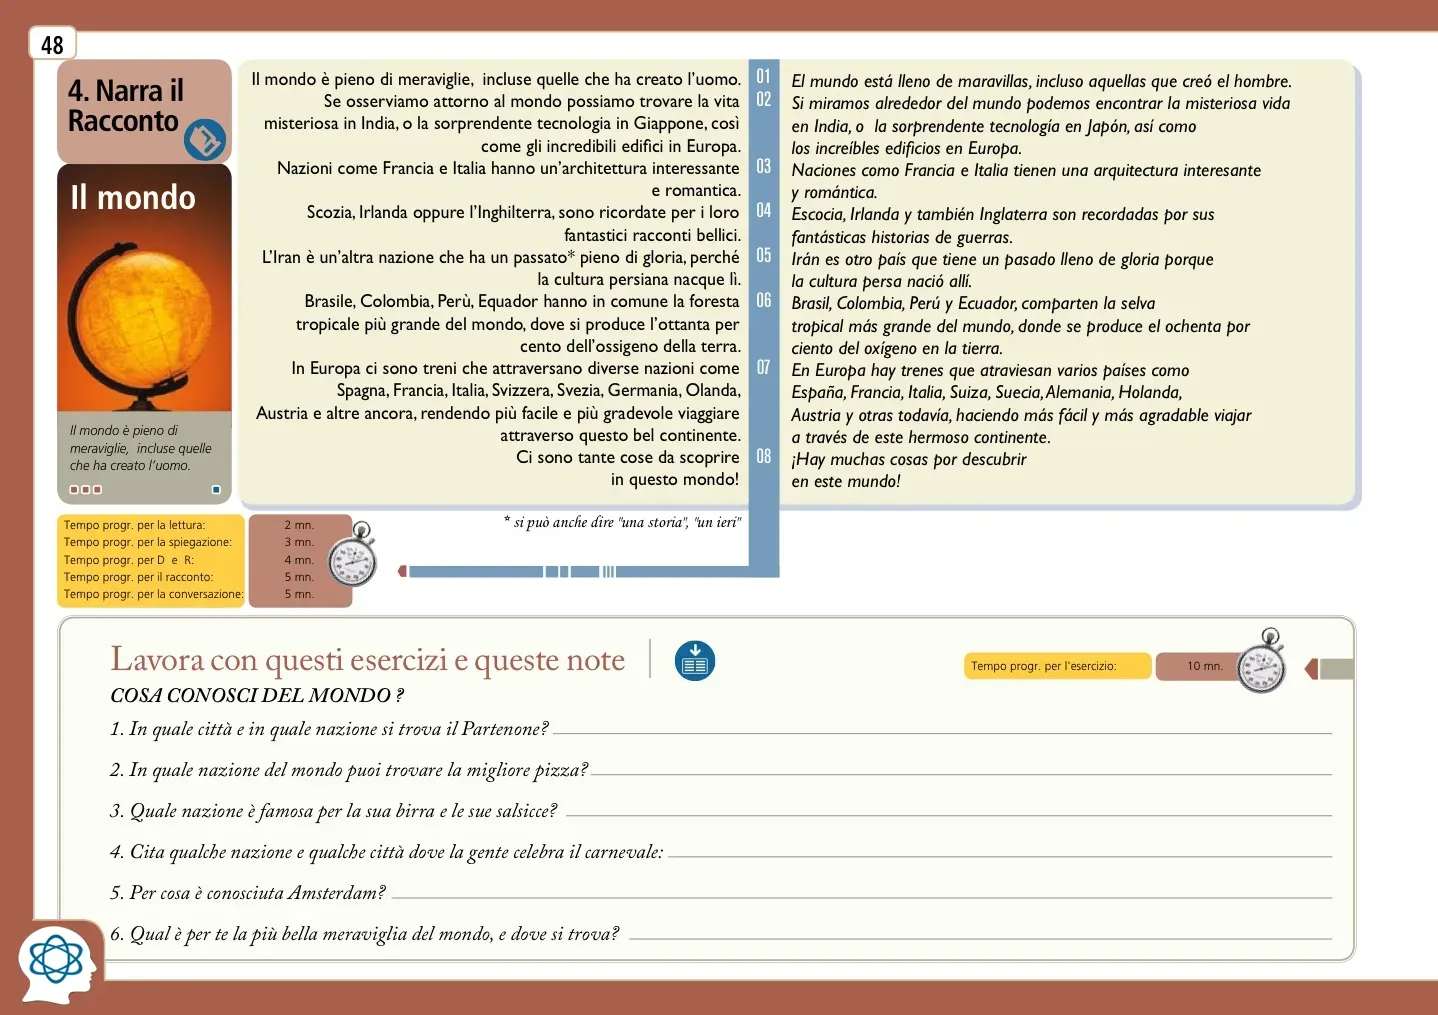 48
4. Narra il
Racconto
Il mondo
Il mondo è pieno di
meraviglie, incluse quelle
che ha creato l'uomo.
Il mondo è pieno di meraviglie, incluse quelle che ha creato l'uomo.
Se osserviamo attorno al mondo possiamo trovare la vita
misteriosa in India, o la sorprendente tecnologia in Giappone, così
come gli incredibili edifici in Europa.
Nazioni come Francia e Italia hanno un'architettura interessante
e romantica.
Scozia, Irlanda oppure l'Inghilterra, sono ricordate per i loro
fantastici racconti bellici.
L'Iran è un'altra nazione che ha un passato* pieno di gloria, perché
la cultura persiana nacque lì.
Brasile, Colombia, Perù, Equador hanno in comune la foresta
tropicale più grande del mondo, dove si produce l'ottanta per
cento dell'ossigeno della terra.
In Europa ci sono treni che attraversano diverse nazioni come
Spagna, Francia, Italia, Svizzera, Svezia, Germania, Olanda,
Austria e altre ancora, rendendo più facile e più gradevole viaggiare
attraverso questo bel continente.
Ci sono tante cose da scoprire
in questo mondo!
* si può anche dire "una storia", "un ieri"
01
02
03
04
05
06
07
08
El mundo está lleno de maravillas, incluso aquellas que creó el hombre.
Si miramos alrededor del mundo podemos encontrar la misteriosa vida
en India, o la sorprendente tecnología en Japón, así como
los increíbles edificios en Europa.
Naciones como Francia e Italia tienen una arquitectura interesante
y romántica.
Escocia, Irlanda y también Inglaterra son recordadas por sus
fantásticas historias de guerras.
Irán es otro país que tiene un pasado lleno de gloria porque
la cultura persa nació allí.
Brasil, Colombia, Perú y Ecuador, comparten la selva
tropical más grande del mundo, donde se produce el ochenta por
ciento del oxígeno en la tierra.
En Europa hay trenes que atraviesan varios países como
España, Francia, Italia, Suiza, Suecia, Alemania, Holanda,
Austria y otras todavía, haciendo más fácil y más agradable viajar
a través de este hermoso continente.
¡Hay muchas cosas por descubrir
en este mundo!
Tempo progr. per la lettura: 2 mn.
Tempo progr. per la spiegazione: 3 mn.
Tempo progr. per D e R: 4 mn.
Tempo progr. per il racconto: 5 mn.
Tempo progr. per la conversazione: 5 mn.
Lavora con questi esercizi e queste note
Tempo progr. per l'esercizio: 10 mn.
COSA CONOSCI DEL MONDO ?
1. In quale città e in quale nazione si trova il Partenone?
2. In quale nazione del mondo puoi trovare la migliore pizza?
3. Quale nazione è famosa per la sua birra e le sue salsicce?
4. Cita qualche nazione e qualche città dove la gente celebra il carnevale:
5. Per cosa è conosciuta Amsterdam?
6. Qual è per te la più bella meraviglia del mondo, e dove si trova?